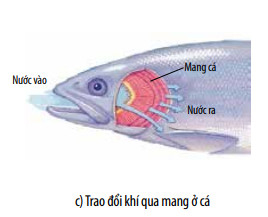 Mang cá
Nước vào
Nước ra
c) Trao đổi khí qua mang ở cá